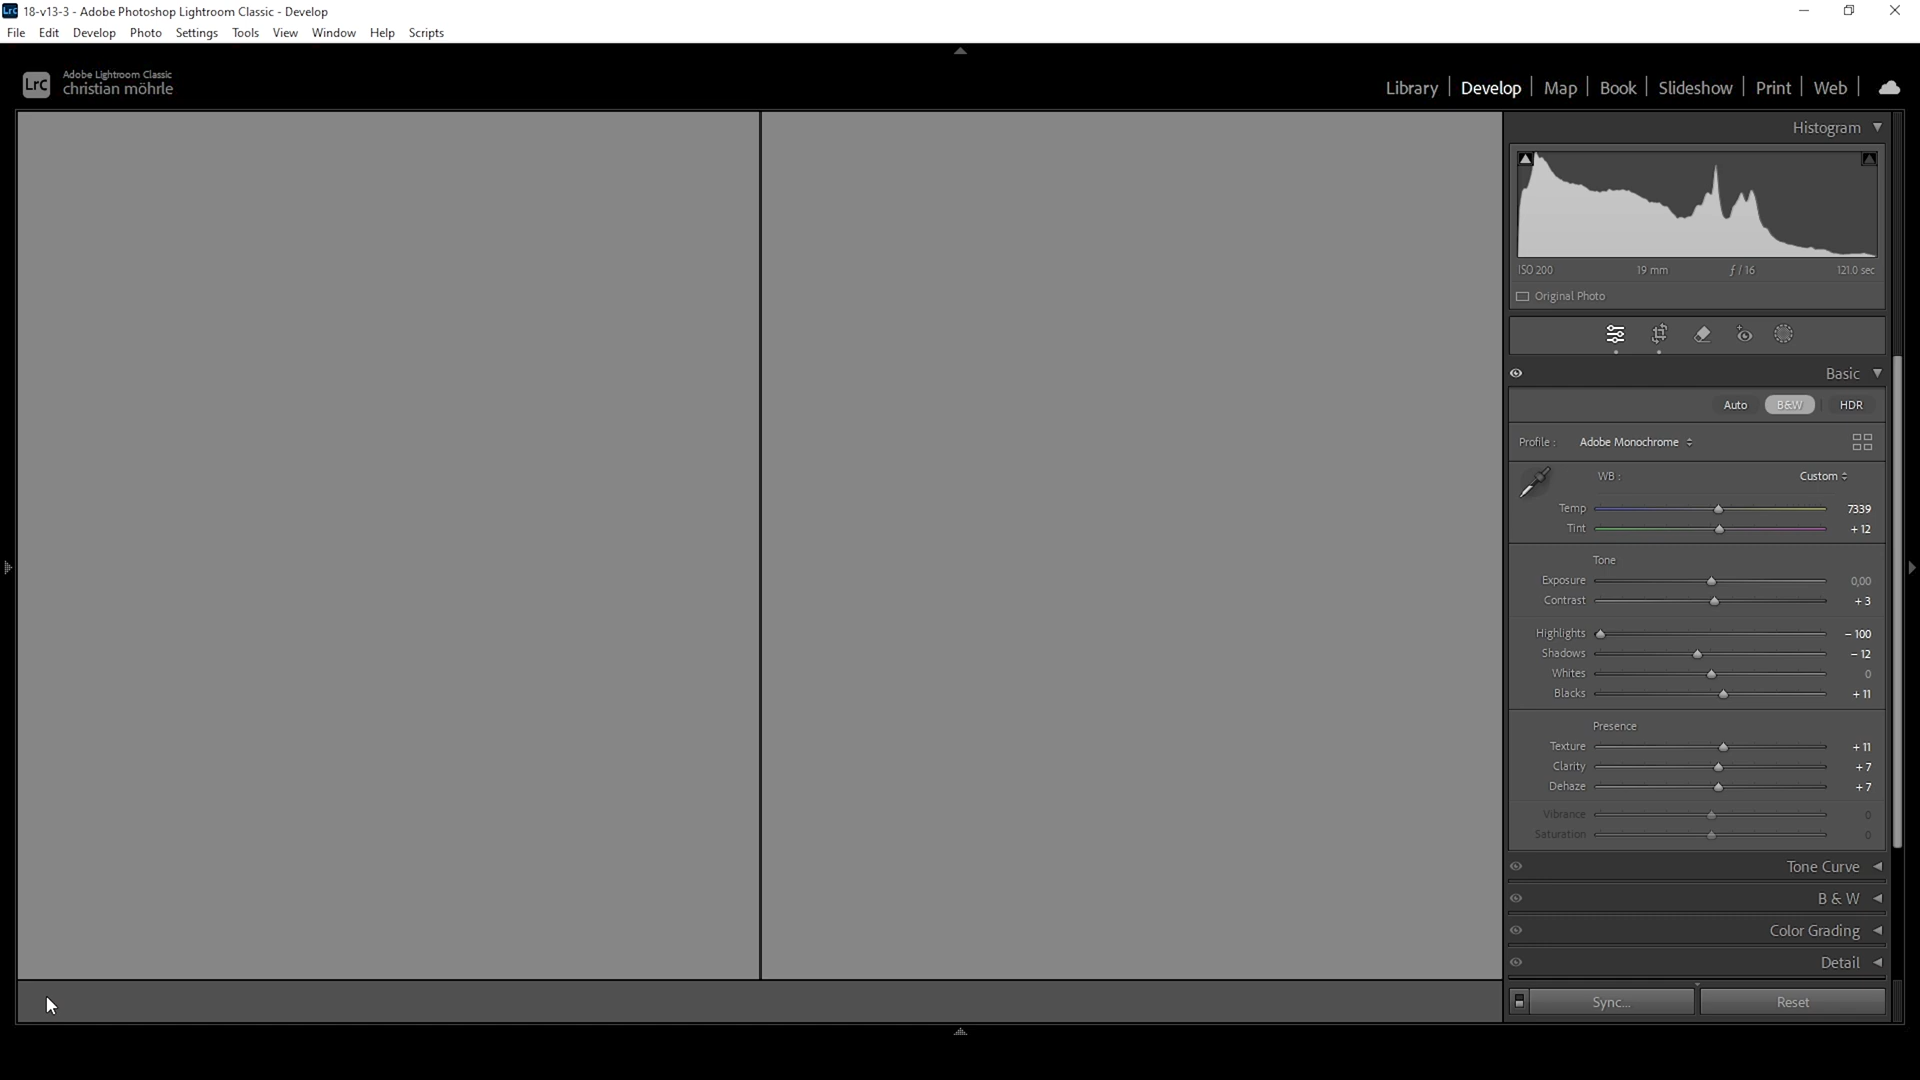 18-v13-3 - Adobe Photoshop Lightroom Classic - Develop
File Edit Develop Photo Settings Tools View Window Help Scripts
LrC
Adobe Lightroom Classic
christian möhrle
Library Develop Map Book Slideshow Print Web
Histogram
ISO 200 19 mm ƒ / 16 121.0 sec
Original Photo
Basic
Auto B&W HDR
Profile : Adobe Monochrome
WB : Custom
Temp 7339
Tint + 12
Tone
Exposure 0,00
Contrast + 3
Highlights − 100
Shadows − 12
Whites 0
Blacks + 11
Presence
Texture + 11
Clarity + 7
Dehaze + 7
Vibrance 0
Saturation 0
Tone Curve
B & W
Color Grading
Detail
Sync... Reset